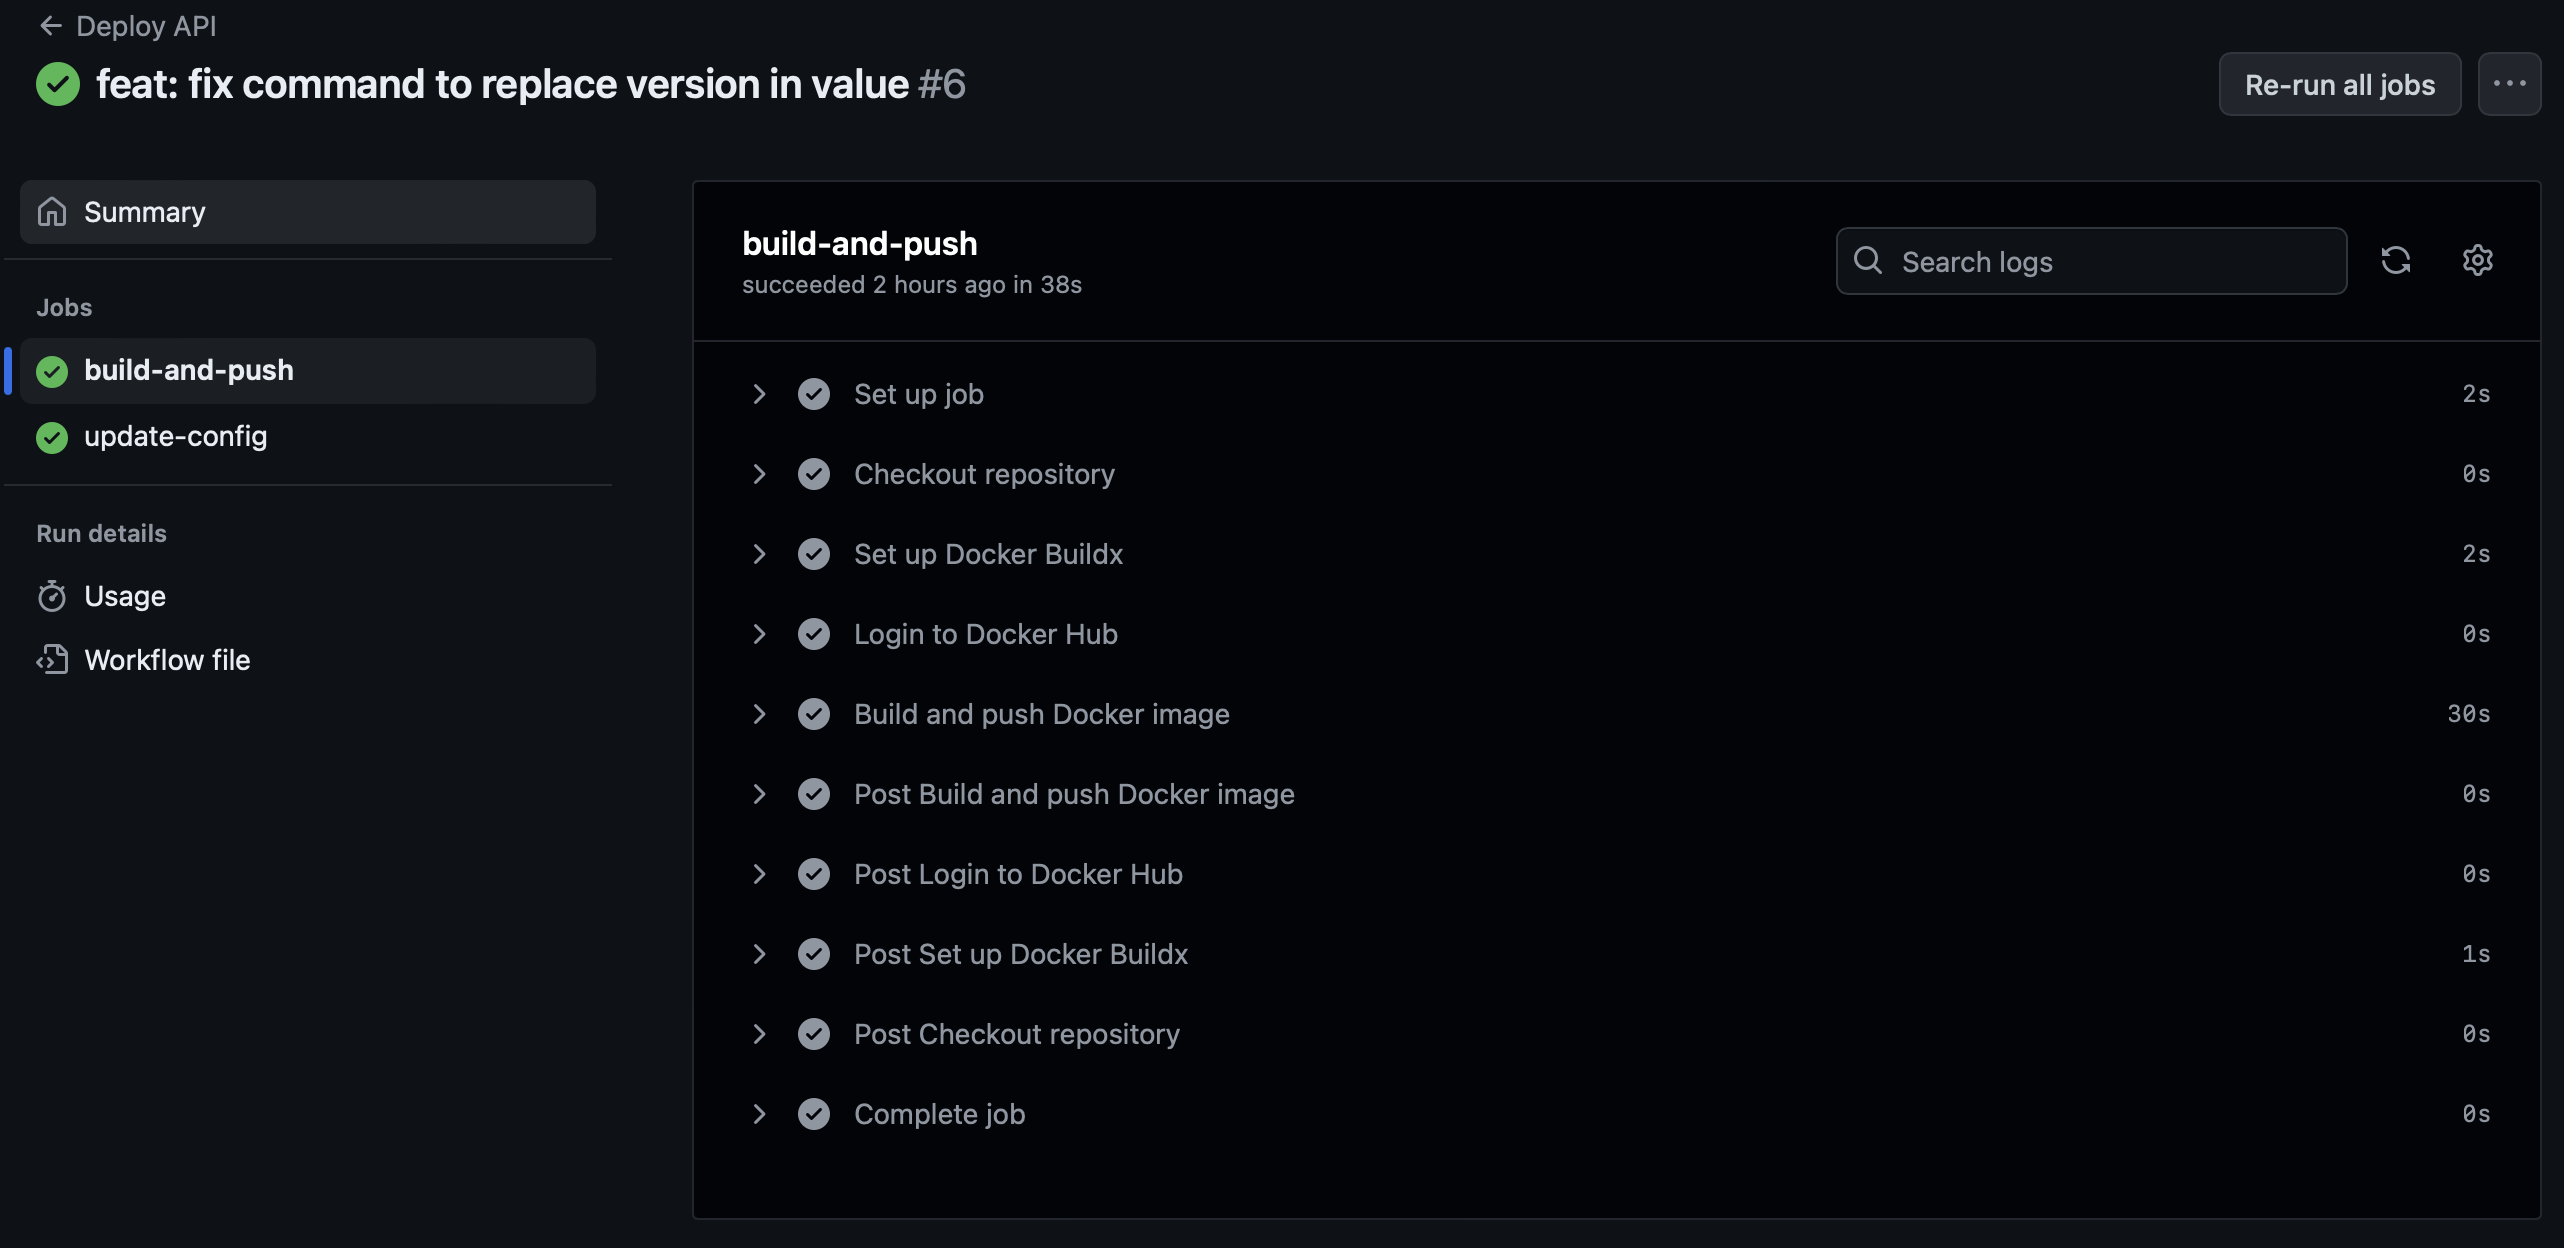 Deploy API
feat: fix command to replace version in value #6
Re-run all jobs
Summary
Jobs
build-and-push
update-config
Run details
Usage
Workflow file
build-and-push
succeeded 2 hours ago in 38s
Search logs
Set up job 2s
Checkout repository 0s
Set up Docker Buildx 2s
Login to Docker Hub 0s
Build and push Docker image 30s
Post Build and push Docker image 0s
Post Login to Docker Hub 0s
Post Set up Docker Buildx 1s
Post Checkout repository 0s
Complete job 0s